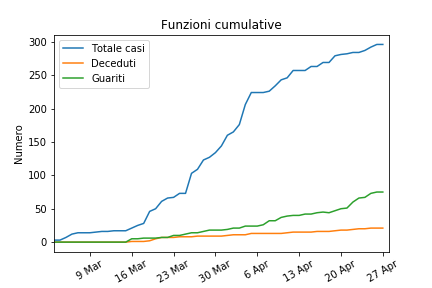 Funzioni cumulative
Totale casi
Deceduti
Guariti
Numero
300
250
200
150
100
50
0
9 Mar
16 Mar
23 Mar
30 Mar
6 Apr
13 Apr
20 Apr
27 Apr